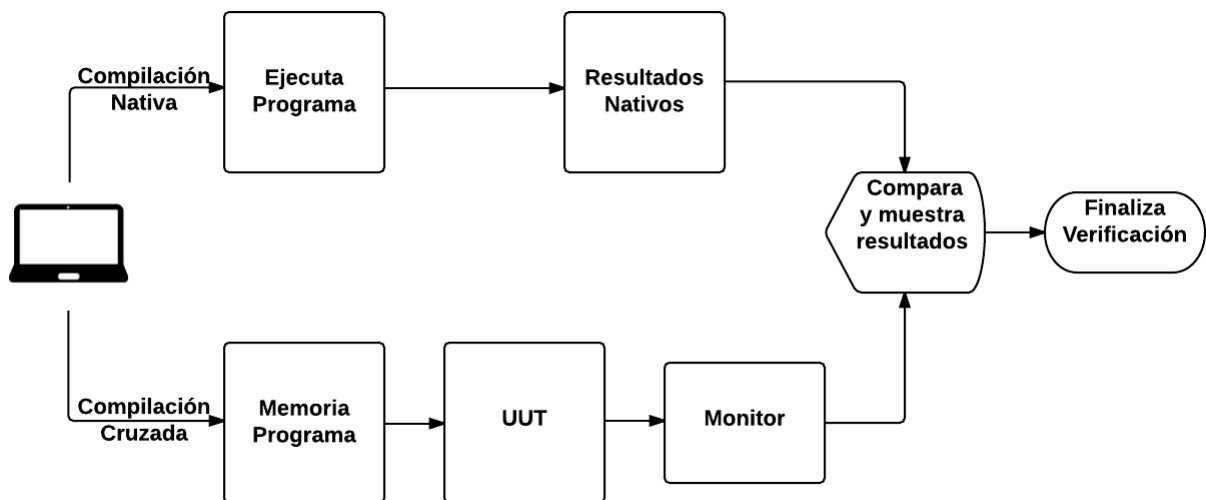 Compilación
Nativa
Ejecuta
Programa
Resultados
Nativos
Compara
y muestra
resultados
Finaliza
Verificación
Compilación
Cruzada
Memoria
Programa
UUT
Monitor